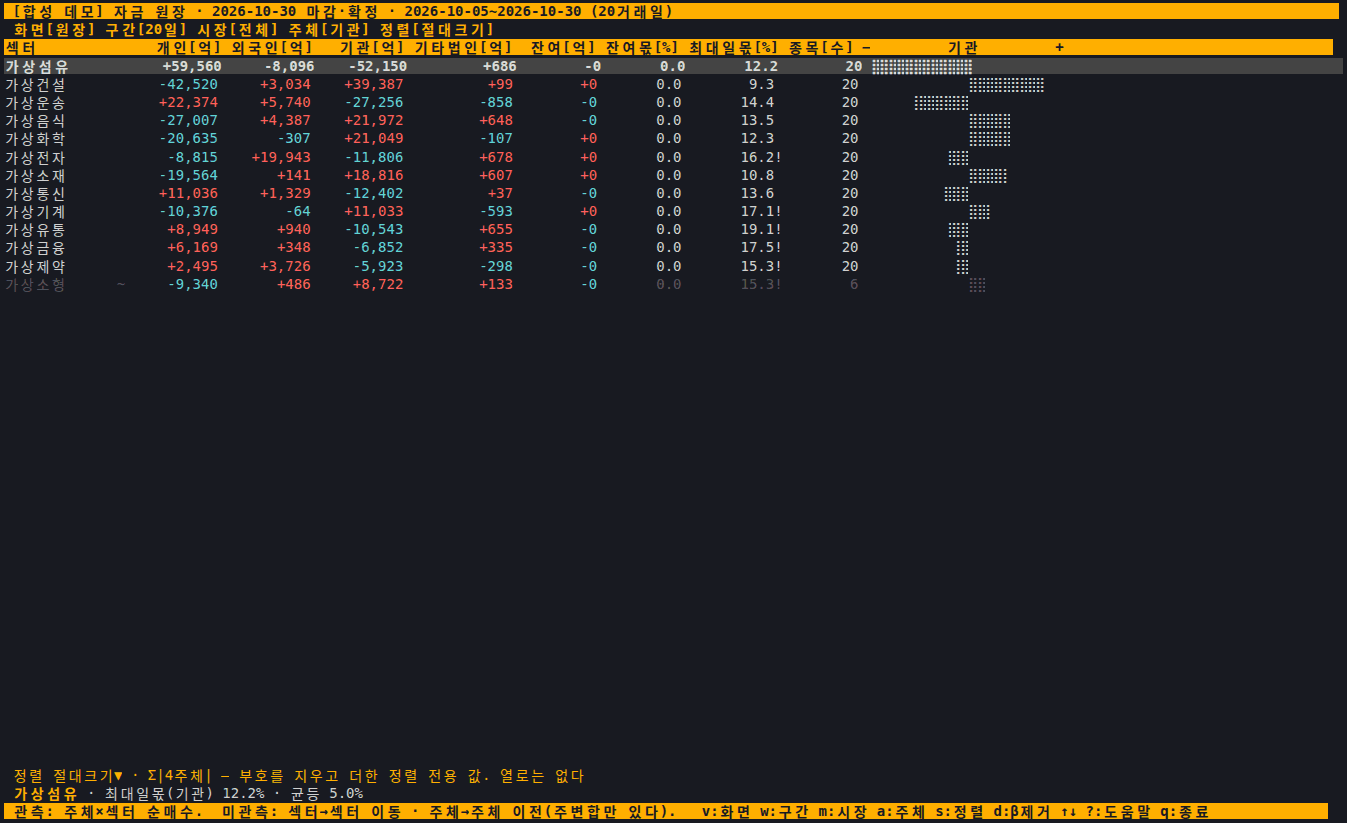 [합성 데모] 자금 원장 · 2026-10-30 마감·확정 · 2026-10-05~2026-10-30 (20거래일)
화면[원장] 구간[20일] 시장[전체] 주체[기관] 정렬[절대크기]
섹터 개인[억] 외국인[억] 기관[억] 기타법인[억] 잔여[억] 잔여몫[%] 최대일몫[%] 종목[수] − 기관 +
가상섬유 +59,560 -8,096 -52,150 +686 -0 0.0 12.2 20
가상건설 -42,520 +3,034 +39,387 +99 +0 0.0 9.3 20
가상운송 +22,374 +5,740 -27,256 -858 -0 0.0 14.4 20
가상음식 -27,007 +4,387 +21,972 +648 -0 0.0 13.5 20
가상화학 -20,635 -307 +21,049 -107 +0 0.0 12.3 20
가상전자 -8,815 +19,943 -11,806 +678 +0 0.0 16.2! 20
가상소재 -19,564 +141 +18,816 +607 +0 0.0 10.8 20
가상통신 +11,036 +1,329 -12,402 +37 -0 0.0 13.6 20
가상기계 -10,376 -64 +11,033 -593 +0 0.0 17.1! 20
가상유통 +8,949 +940 -10,543 +655 -0 0.0 19.1! 20
가상금융 +6,169 +348 -6,852 +335 -0 0.0 17.5! 20
가상제약 +2,495 +3,726 -5,923 -298 -0 0.0 15.3! 20
가상소형 ~ -9,340 +486 +8,722 +133 -0 0.0 15.3! 6
정렬 절대크기▼ · Σ|4주체| — 부호를 지우고 더한 정렬 전용 값. 열로는 없다
가상섬유 · 최대일몫(기관) 12.2% · 균등 5.0%
관측: 주체×섹터 순매수. 미관측: 섹터→섹터 이동 · 주체→주체 이전(주변합만 있다). v:화면 w:구간 m:시장 a:주체 s:정렬 d:β제거 ↑↓ ?:도움말 q:종료